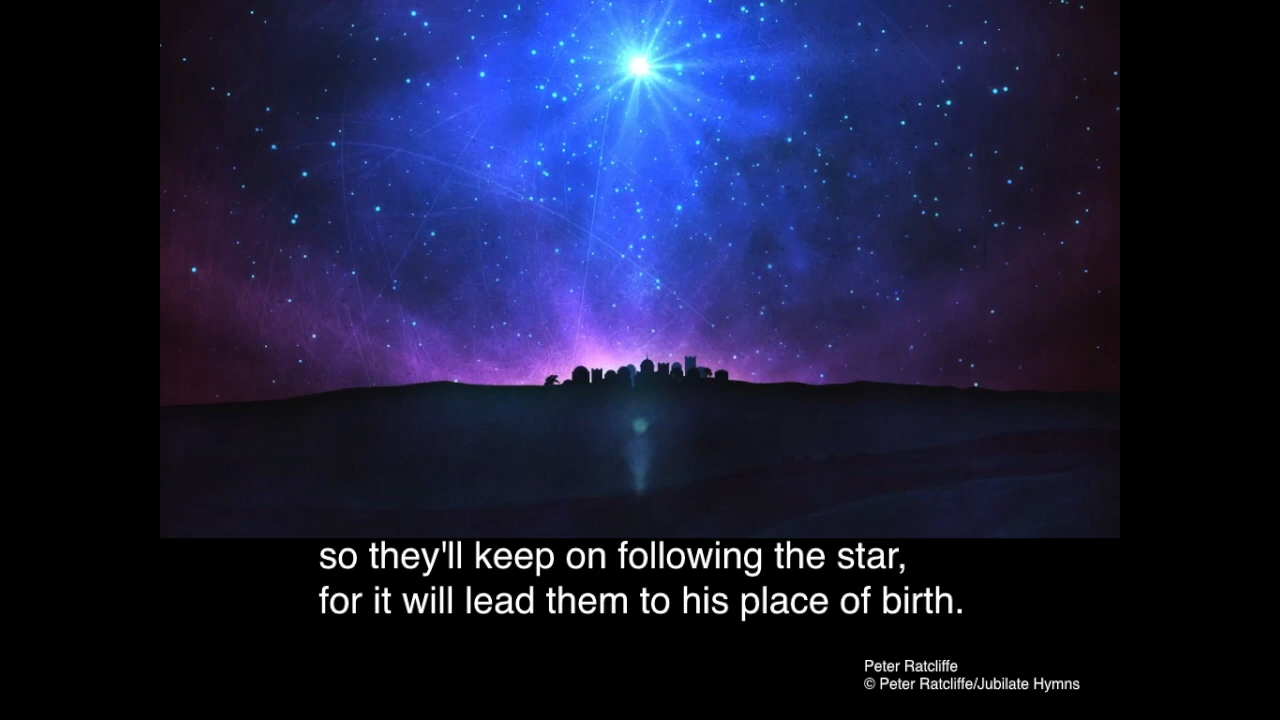 so they'll keep on following the star,
for it will lead them to his place of birth.
Peter Ratcliffe
© Peter Ratcliffe/Jubilate Hymns